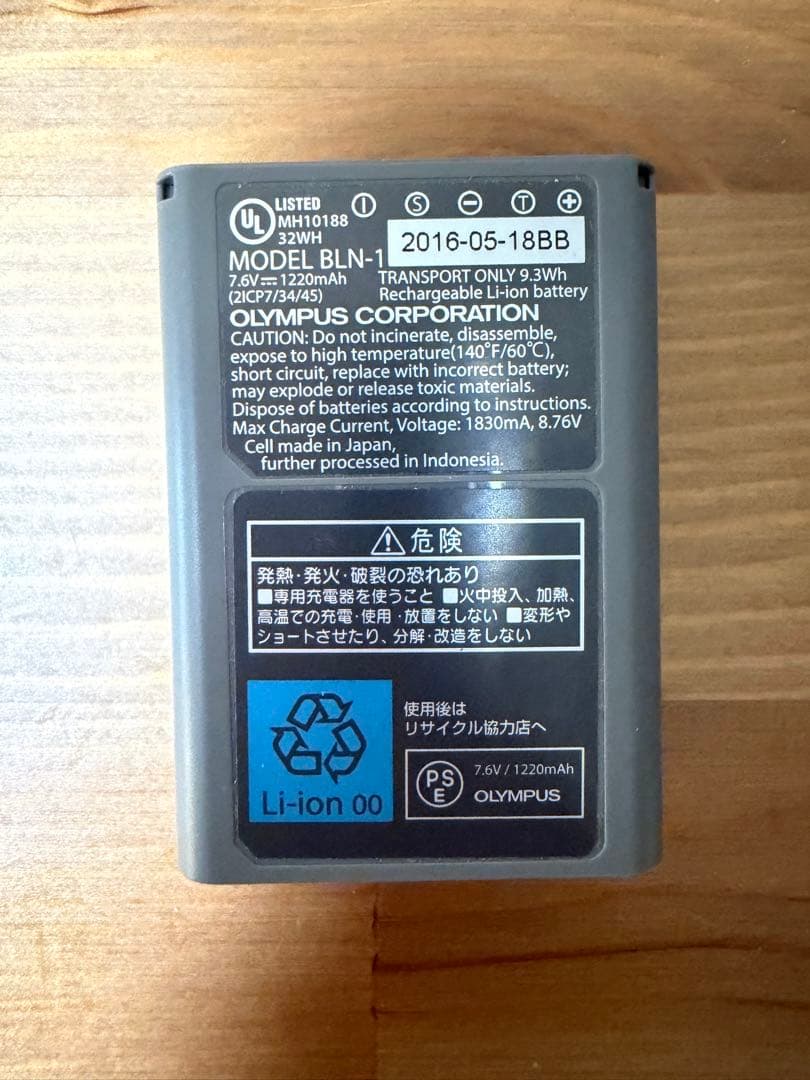 UL LISTED
MH10188
32WH
I S − T +
2016-05-18BB
MODEL BLN-1
7.6V⎓1220mAh TRANSPORT ONLY 9.3Wh
(2ICP7/34/45) Rechargeable Li-ion battery
OLYMPUS CORPORATION
CAUTION: Do not incinerate, disassemble,
expose to high temperature(140˚F/60˚C),
short circuit, replace with incorrect battery;
may explode or release toxic materials.
Dispose of batteries according to instructions.
Max Charge Current, Voltage: 1830mA, 8.76V
Cell made in Japan,
further processed in Indonesia.
⚠危険
発熱・発火・破裂の恐れあり
■専用充電器を使うこと ■火中投入、加熱、
高温での充電・使用・放置をしない ■変形や
ショートさせたり、分解・改造をしない
使用後は
リサイクル協力店へ
Li-ion 00
PSE
7.6V / 1220mAh
OLYMPUS